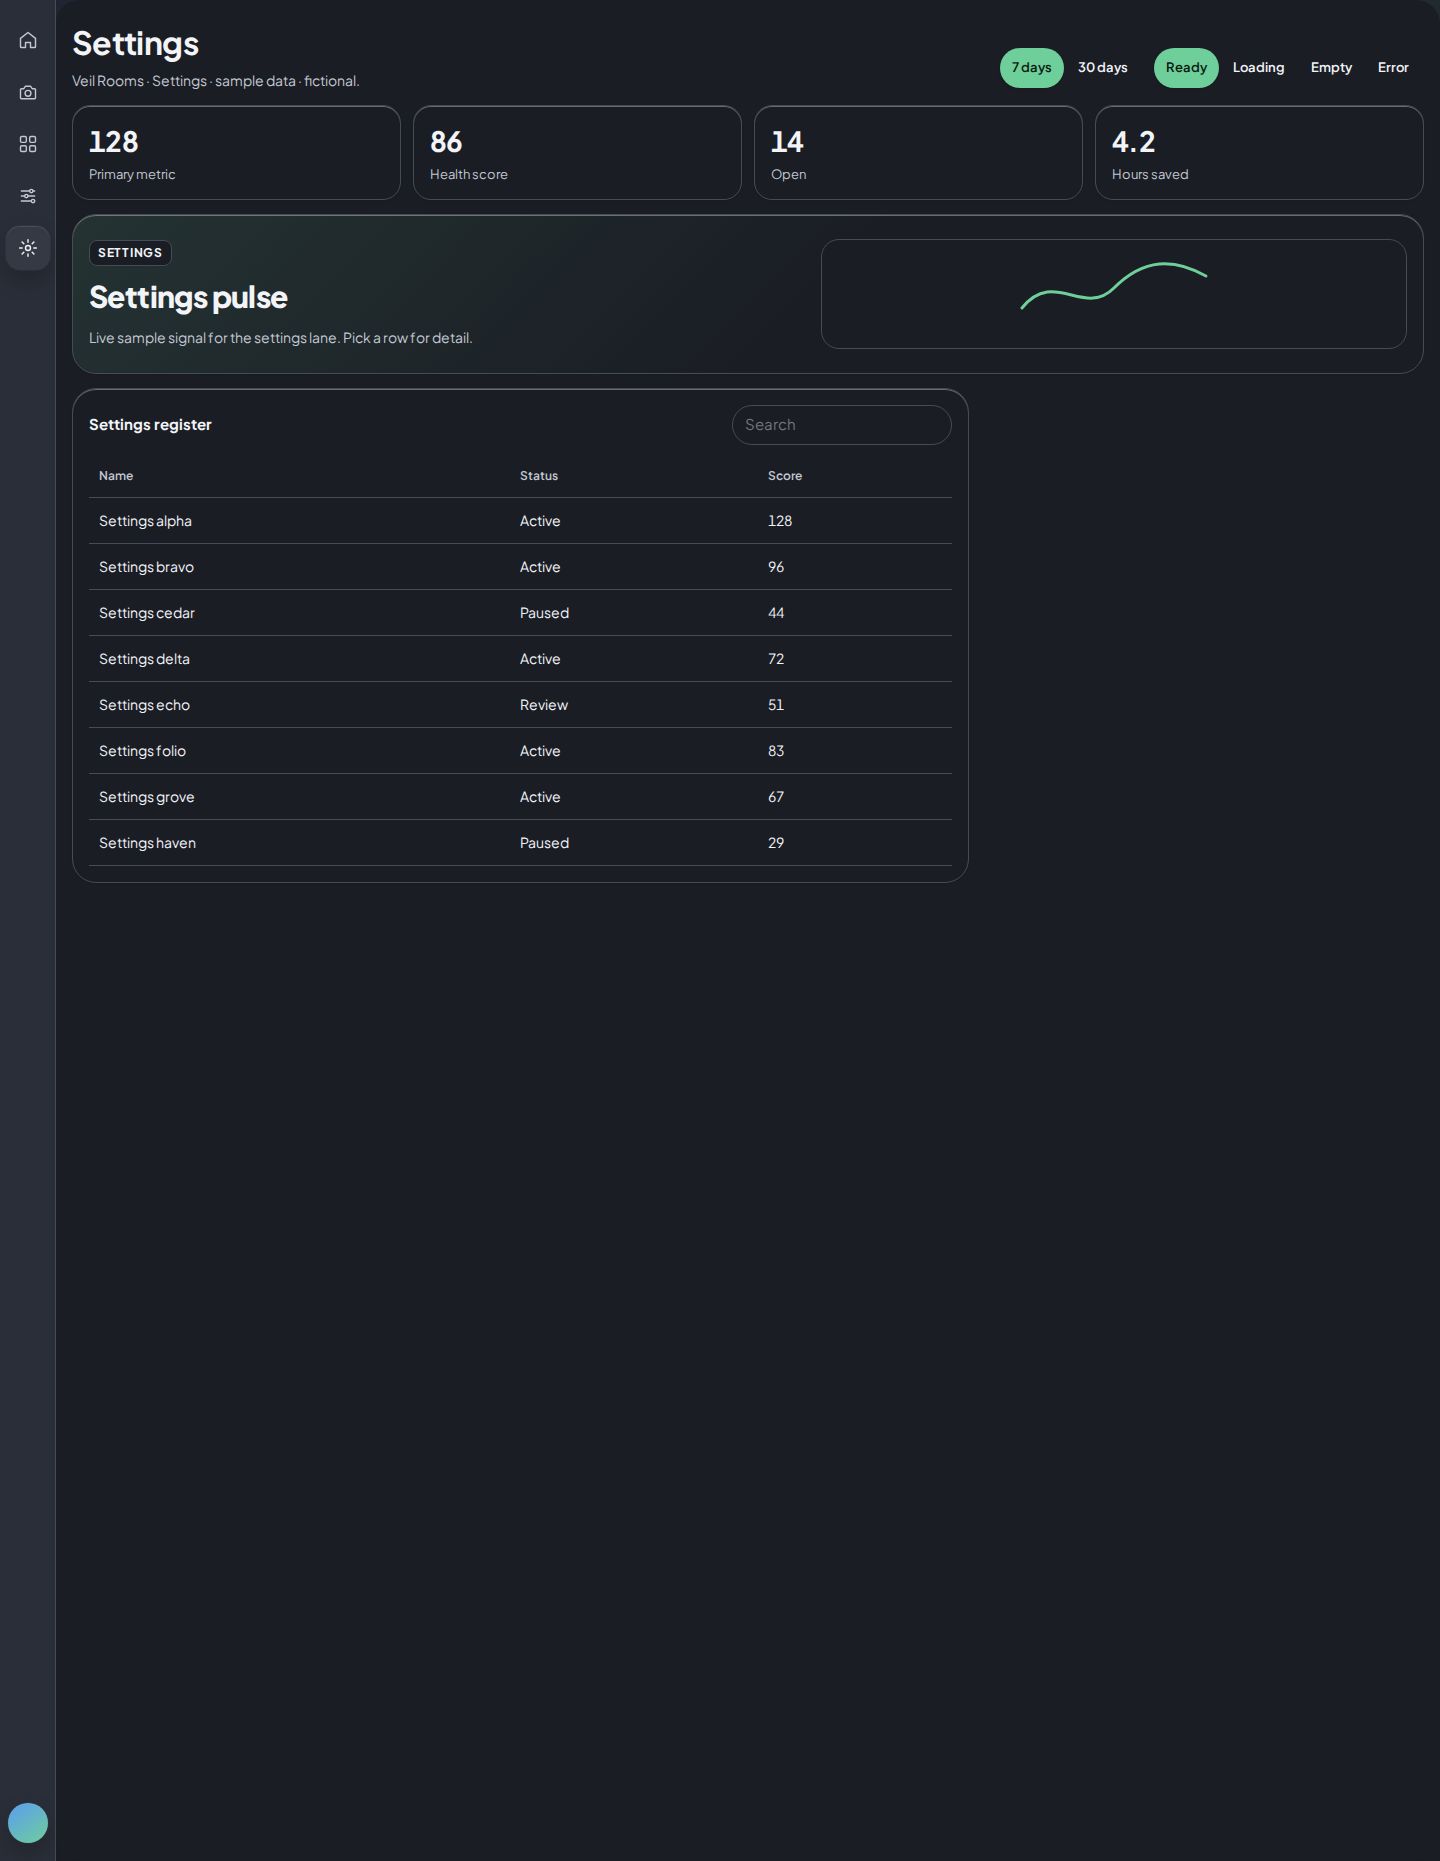 Settings
Veil Rooms · Settings · sample data · fictional.
7 days 30 days Ready Loading Empty Error
128 86 14 4.2
Primary metric Health score Open Hours saved
SETTINGS
Settings pulse
Live sample signal for the settings lane. Pick a row for detail.
Settings register Search
Name Status Score
Settings alpha Active 128
Settings bravo Active 96
Settings cedar Paused 44
Settings delta Active 72
Settings echo Review 51
Settings folio Active 83
Settings grove Active 67
Settings haven Paused 29